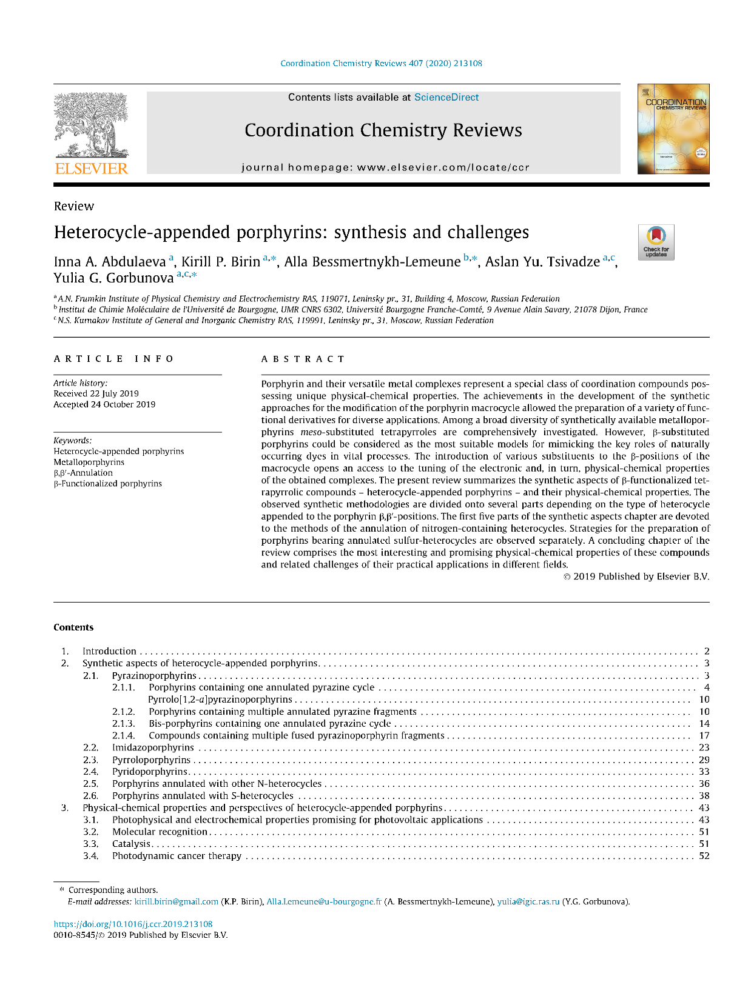 Coordination Chemistry Reviews 407 (2020) 213108
Contents lists available at ScienceDirect
Coordination Chemistry Reviews
journal homepage: www.elsevier.com/locate/ccr
ELSEVIER
COORDINATION
CHEMISTRY REVIEWS
Review
Heterocycle-appended porphyrins: synthesis and challenges
Check for
updates
Inna A. Abdulaeva a, Kirill P. Birin a,*, Alla Bessmertnykh-Lemeune b,*, Aslan Yu. Tsivadze a,c,
Yulia G. Gorbunova a,c,*
a A.N. Frumkin Institute of Physical Chemistry and Electrochemistry RAS, 119071, Leninsky pr., 31, Building 4, Moscow, Russian Federation
b Institut de Chimie Moléculaire de l'Université de Bourgogne, UMR CNRS 6302, Université Bourgogne Franche-Comté, 9 Avenue Alain Savary, 21078 Dijon, France
c N.S. Kurnakov Institute of General and Inorganic Chemistry RAS, 119991, Leninsky pr., 31, Moscow, Russian Federation
ARTICLE INFO
Article history:
Received 22 July 2019
Accepted 24 October 2019
Keywords:
Heterocycle-appended porphyrins
Metalloporphyrins
β,β′-Annulation
β-Functionalized porphyrins
ABSTRACT
Porphyrin and their versatile metal complexes represent a special class of coordination compounds pos-
sessing unique physical-chemical properties. The achievements in the development of the synthetic
approaches for the modification of the porphyrin macrocycle allowed the preparation of a variety of func-
tional derivatives for diverse applications. Among a broad diversity of synthetically available metallopor-
phyrins meso-substituted tetrapyrroles are comprehensively investigated. However, β-substituted
porphyrins could be considered as the most suitable models for mimicking the key roles of naturally
occurring dyes in vital processes. The introduction of various substituents to the β-positions of the
macrocycle opens an access to the tuning of the electronic and, in turn, physical-chemical properties
of the obtained complexes. The present review summarizes the synthetic aspects of β-functionalized tet-
rapyrrolic compounds – heterocycle-appended porphyrins – and their physical-chemical properties. The
observed synthetic methodologies are divided onto several parts depending on the type of heterocycle
appended to the porphyrin β,β′-positions. The first five parts of the synthetic aspects chapter are devoted
to the methods of the annulation of nitrogen-containing heterocycles. Strategies for the preparation of
porphyrins bearing annulated sulfur-heterocycles are observed separately. A concluding chapter of the
review comprises the most interesting and promising physical-chemical properties of these compounds
and related challenges of their practical applications in different fields.
© 2019 Published by Elsevier B.V.
Contents
1. Introduction 2
2. Synthetic aspects of heterocycle-appended porphyrins 3
2.1. Pyrazinoporphyrins 3
2.1.1. Porphyrins containing one annulated pyrazine cycle 4
Pyrrolo[1,2-a]pyrazinoporphyrins 10
2.1.2. Porphyrins containing multiple annulated pyrazine fragments 10
2.1.3. Bis-porphyrins containing one annulated pyrazine cycle 14
2.1.4. Compounds containing multiple fused pyrazinoporphyrin fragments 17
2.2. Imidazoporphyrins 23
2.3. Pyrroloporphyrins 29
2.4. Pyridoporphyrins 33
2.5. Porphyrins annulated with other N-heterocycles 36
2.6. Porphyrins annulated with S-heterocycles 38
3. Physical-chemical properties and perspectives of heterocycle-appended porphyrins 43
3.1. Photophysical and electrochemical properties promising for photovoltaic applications 43
3.2. Molecular recognition 51
3.3. Catalysis 51
3.4. Photodynamic cancer therapy 52
* Corresponding authors.
E-mail addresses: kirill.birin@gmail.com (K.P. Birin), Alla.Lemeune@u-bourgogne.fr (A. Bessmertnykh-Lemeune), yulia@igic.ras.ru (Y.G. Gorbunova).
https://doi.org/10.1016/j.ccr.2019.213108
0010-8545/© 2019 Published by Elsevier B.V.